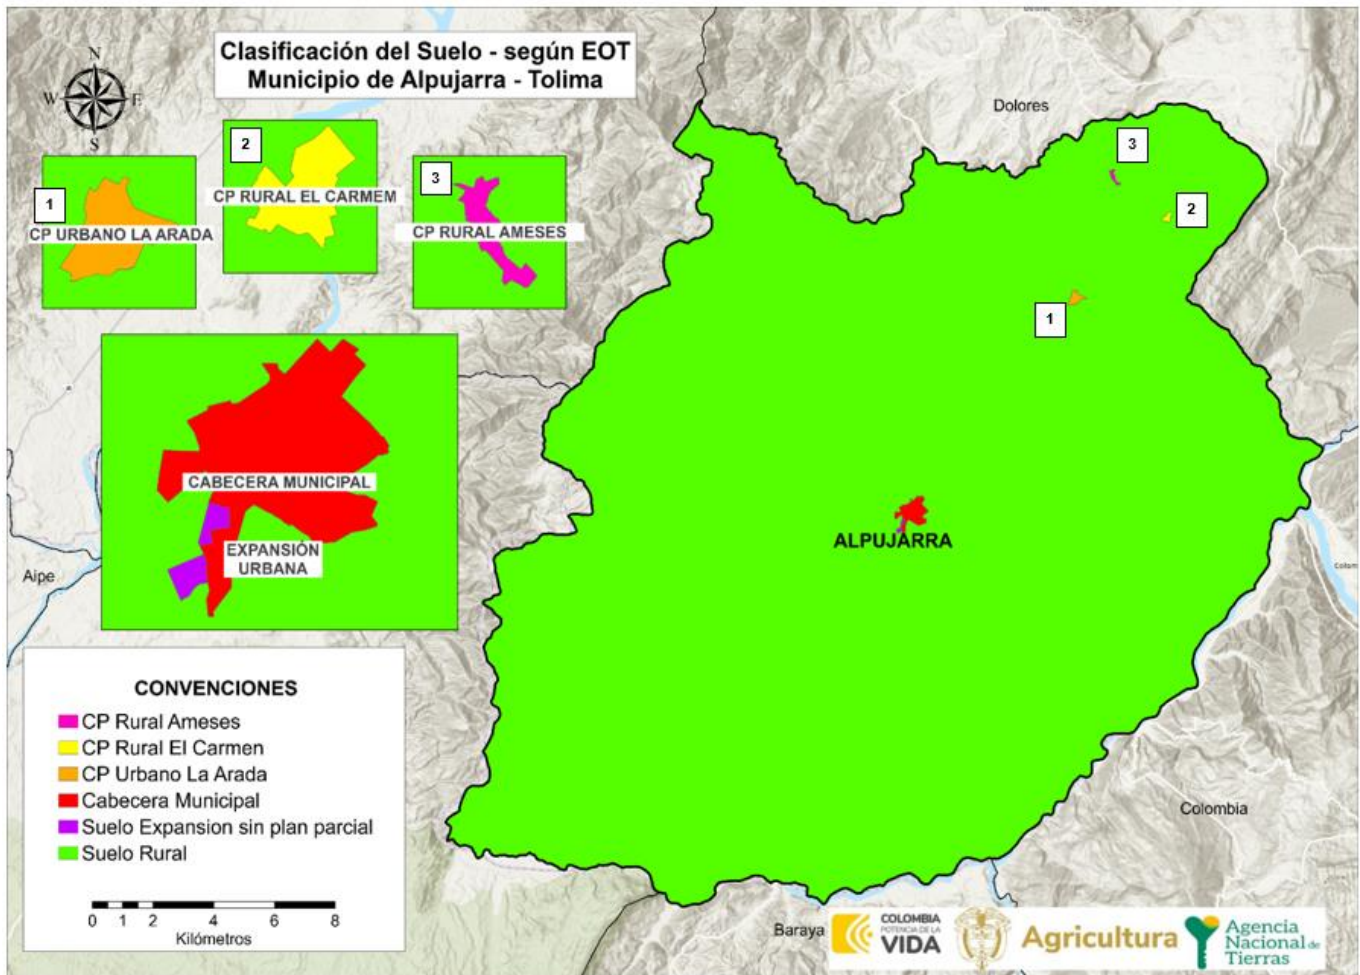 Clasificación del Suelo - según EOT
Municipio de Alpujarra - Tolima
N
W
E
S
1
CP URBANO LA ARADA
2
CP RURAL EL CARMEM
3
CP RURAL AMESES
CABECERA MUNICIPAL
EXPANSIÓN
URBANA
Dolores
3
2
1
ALPUJARRA
Aipe
Colombia
Baraya
CONVENCIONES
CP Rural Ameses
CP Rural El Carmen
CP Urbano La Arada
Cabecera Municipal
Suelo Expansion sin plan parcial
Suelo Rural
0 1 2 4 6 8
Kilómetros
COLOMBIA
POTENCIA DE LA
VIDA
Agricultura
Agencia
Nacional de
Tierras